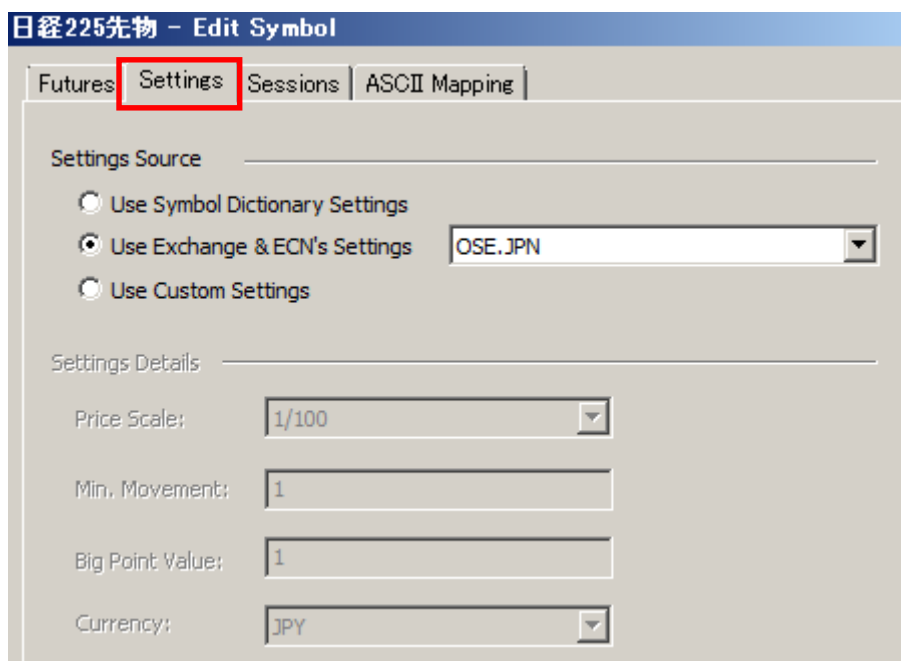 日経225先物 - Edit Symbol
Futures Settings Sessions ASCII Mapping
Settings Source
Use Symbol Dictionary Settings
Use Exchange & ECN's Settings OSE.JPN
Use Custom Settings
Settings Details
Price Scale: 1/100
Min. Movement: 1
Big Point Value: 1
Currency: JPY